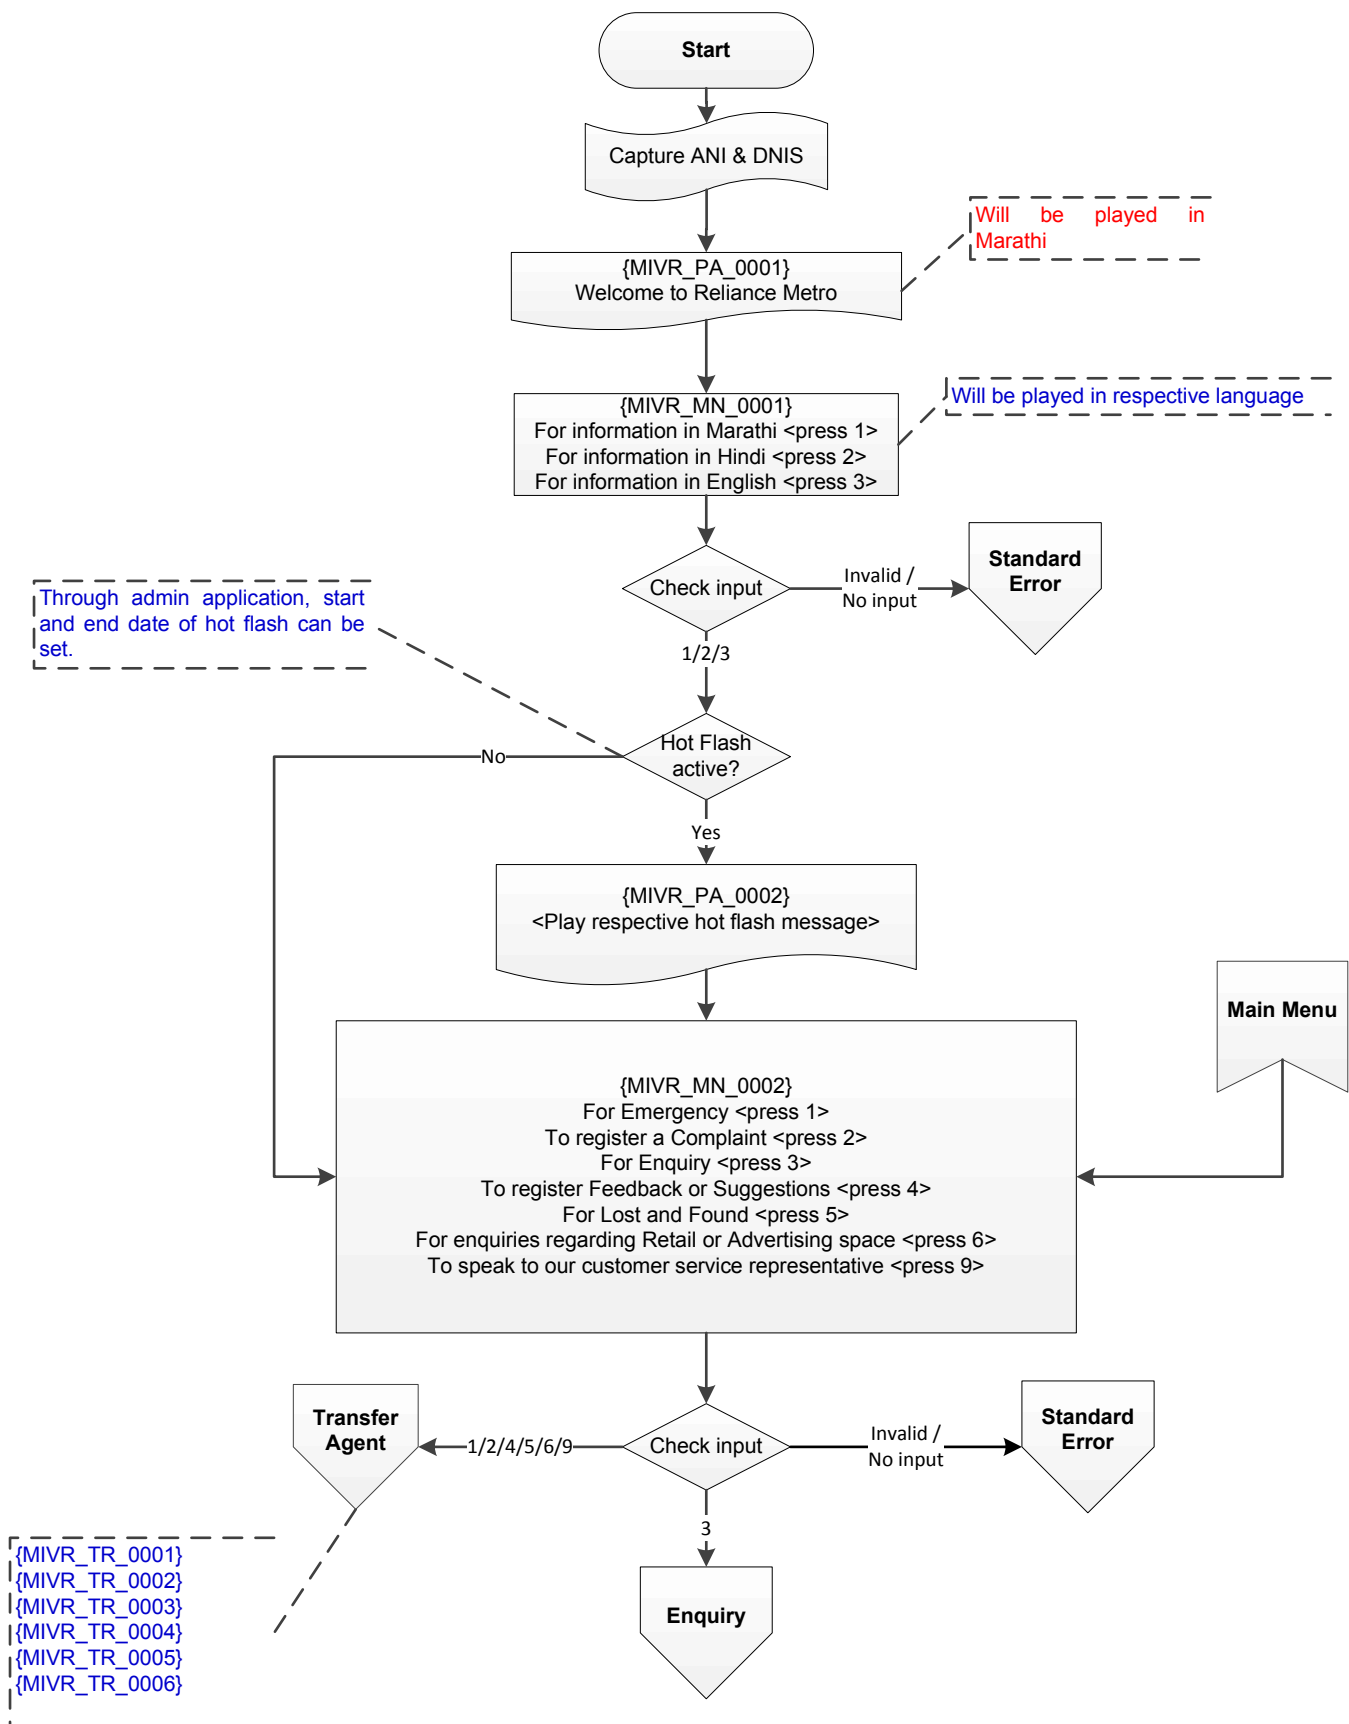 Start
Capture ANI & DNIS
Will be played in
Marathi
{MIVR_PA_0001}
Welcome to Reliance Metro
Will be played in respective language
{MIVR_MN_0001}
For information in Marathi <press 1>
For information in Hindi <press 2>
For information in English <press 3>
Check input
Invalid /
No input
Standard
Error
Through admin application, start
and end date of hot flash can be
set.
1/2/3
Hot Flash
active?
No
Yes
{MIVR_PA_0002}
<Play respective hot flash message>
Main Menu
{MIVR_MN_0002}
For Emergency <press 1>
To register a Complaint <press 2>
For Enquiry <press 3>
To register Feedback or Suggestions <press 4>
For Lost and Found <press 5>
For enquiries regarding Retail or Advertising space <press 6>
To speak to our customer service representative <press 9>
Transfer
Agent
1/2/4/5/6/9
Check input
Invalid /
No input
Standard
Error
3
Enquiry
{MIVR_TR_0001}
{MIVR_TR_0002}
{MIVR_TR_0003}
{MIVR_TR_0004}
{MIVR_TR_0005}
{MIVR_TR_0006}